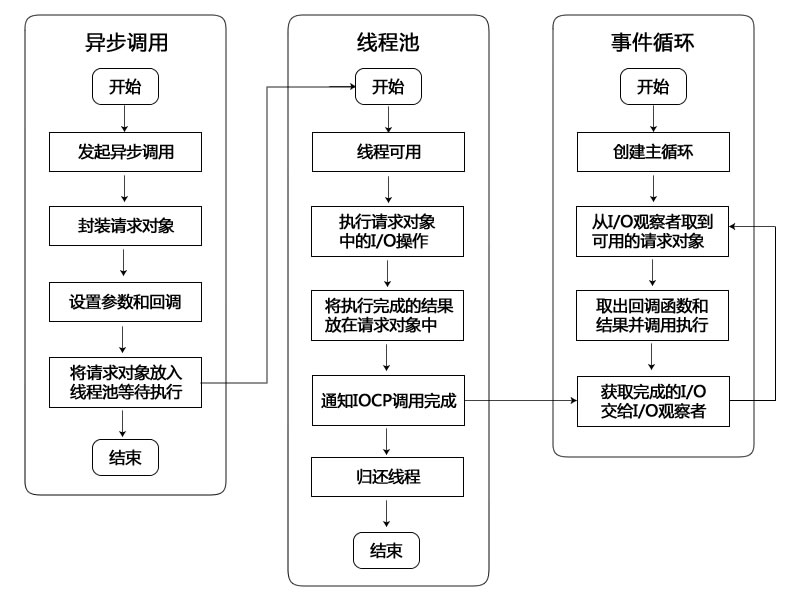 异步调用
开始
发起异步调用
封装请求对象
设置参数和回调
将请求对象放入
线程池等待执行
结束
线程池
开始
线程可用
执行请求对象
中的I/O操作
将执行完成的结果
放在请求对象中
通知IOCP调用完成
归还线程
结束
事件循环
开始
创建主循环
从I/O观察者取到
可用的请求对象
取出回调函数和
结果并调用执行
获取完成的I/O
交给I/O观察者